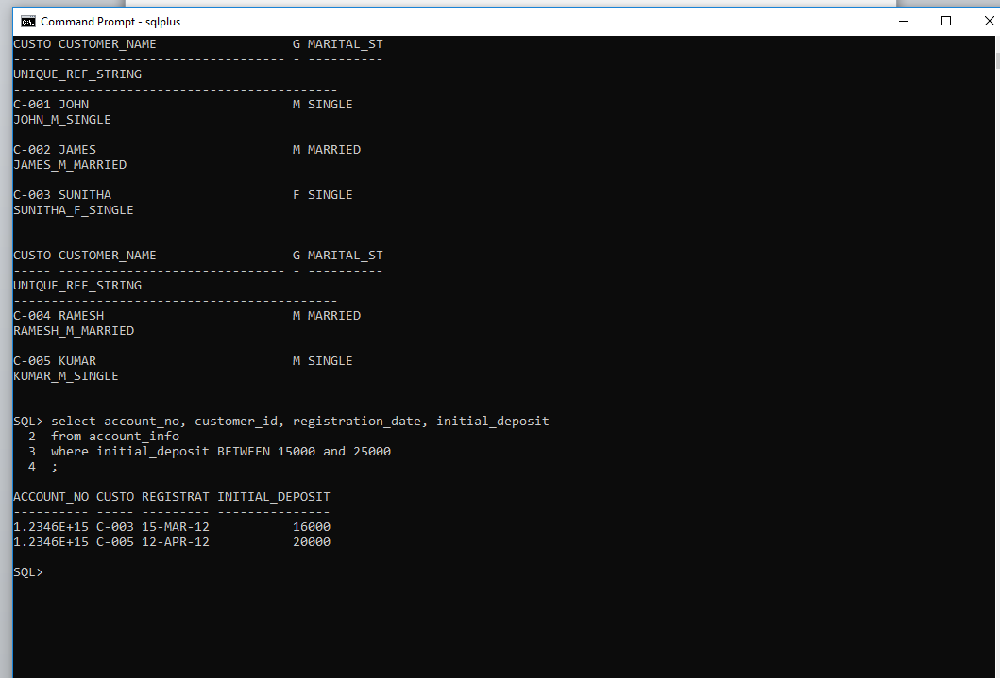 Command Prompt - sqlplus
CUSTO CUSTOMER_NAME                  G MARITAL_ST
----- ------------------------------ - ----------
UNIQUE_REF_STRING
-------------------------------------------
C-001 JOHN                           M SINGLE
JOHN_M_SINGLE

C-002 JAMES                          M MARRIED
JAMES_M_MARRIED

C-003 SUNITHA                        F SINGLE
SUNITHA_F_SINGLE


CUSTO CUSTOMER_NAME                  G MARITAL_ST
----- ------------------------------ - ----------
UNIQUE_REF_STRING
-------------------------------------------
C-004 RAMESH                         M MARRIED
RAMESH_M_MARRIED

C-005 KUMAR                          M SINGLE
KUMAR_M_SINGLE


SQL> select account_no, customer_id, registration_date, initial_deposit
  2  from account_info
  3  where initial_deposit BETWEEN 15000 and 25000
  4  ;

ACCOUNT_NO CUSTO REGISTRAT INITIAL_DEPOSIT
---------- ----- --------- ---------------
1.2346E+15 C-003 15-MAR-12           16000
1.2346E+15 C-005 12-APR-12           20000

SQL>